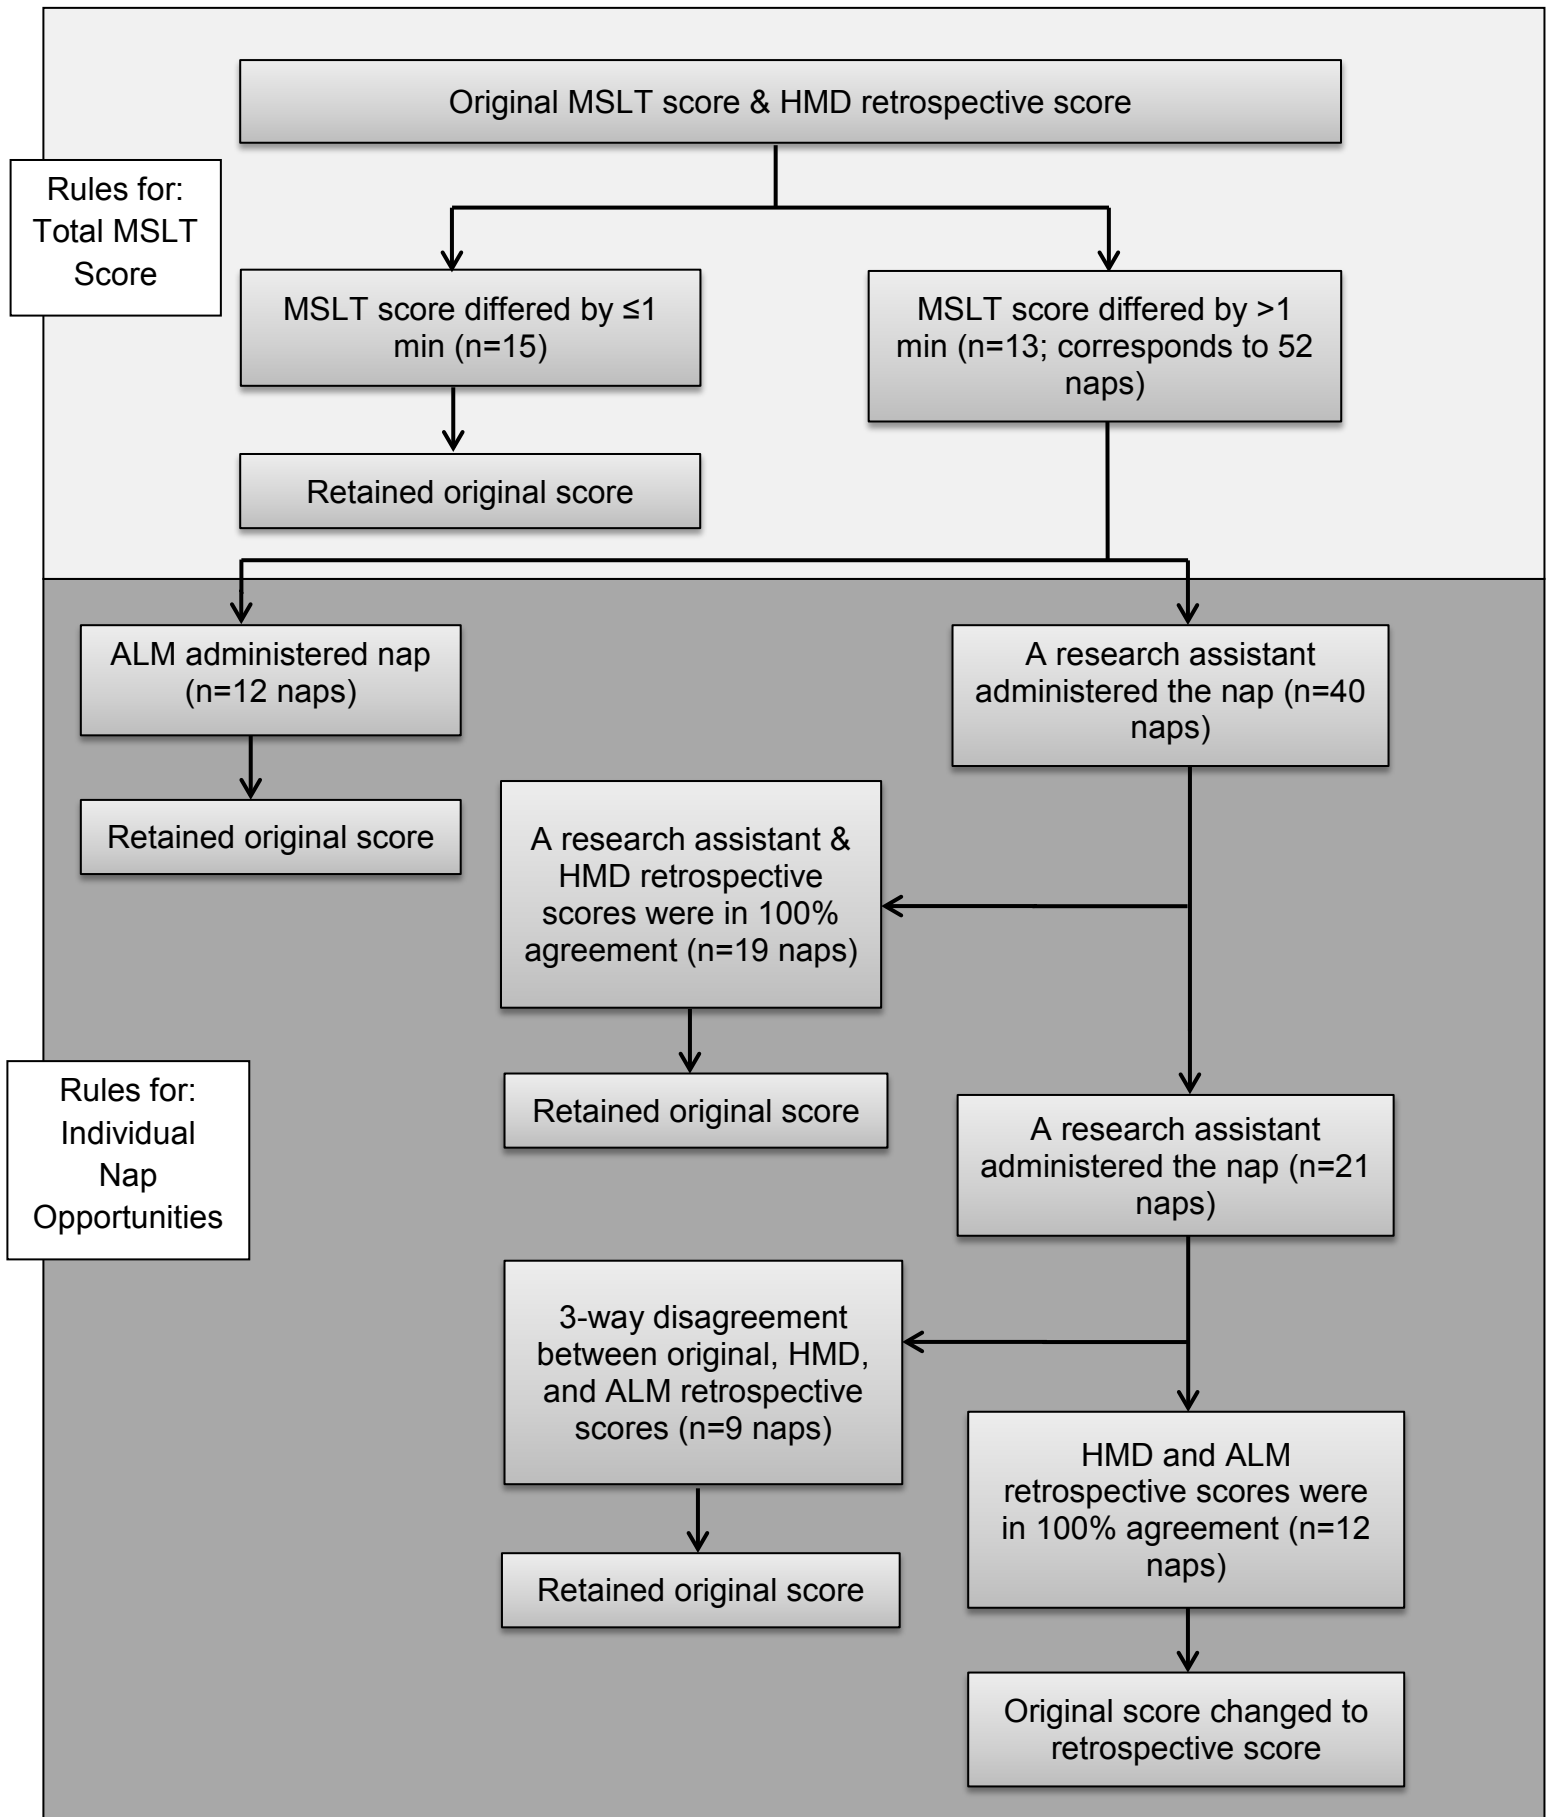 Original MSLT score & HMD retrospective score
Rules for:
Total MSLT
Score
MSLT score differed by ≤1
min (n=15)
MSLT score differed by >1
min (n=13; corresponds to 52
naps)
Retained original score
ALM administered nap
(n=12 naps)
A research assistant
administered the nap (n=40
naps)
Retained original score
A research assistant &
HMD retrospective
scores were in 100%
agreement (n=19 naps)
Rules for:
Individual
Nap
Opportunities
Retained original score
A research assistant
administered the nap (n=21
naps)
3-way disagreement
between original, HMD,
and ALM retrospective
scores (n=9 naps)
HMD and ALM
retrospective scores were
in 100% agreement (n=12
naps)
Retained original score
Original score changed to
retrospective score